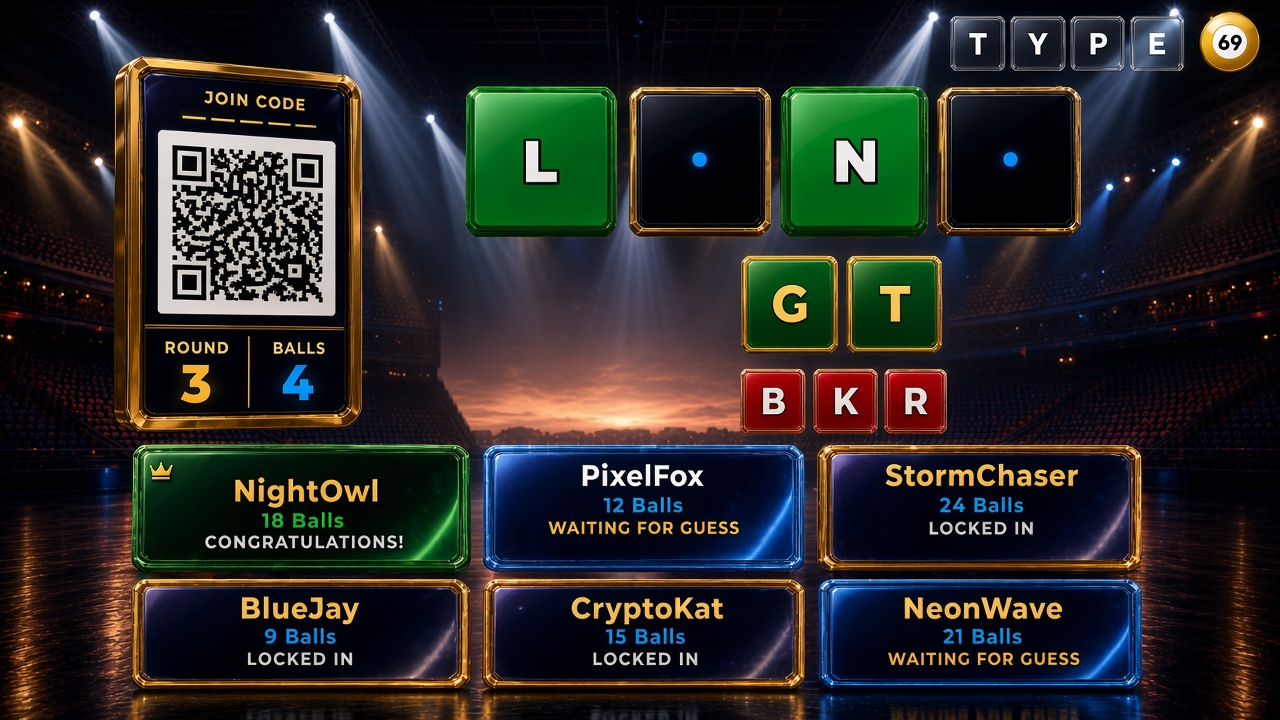 T Y P E 69
JOIN CODE
L N
G T
ROUND BALLS
3 4
B K R
NightOwl
18 Balls
CONGRATULATIONS!
PixelFox
12 Balls
WAITING FOR GUESS
StormChaser
24 Balls
LOCKED IN
BlueJay
9 Balls
LOCKED IN
CryptoKat
15 Balls
LOCKED IN
NeonWave
21 Balls
WAITING FOR GUESS